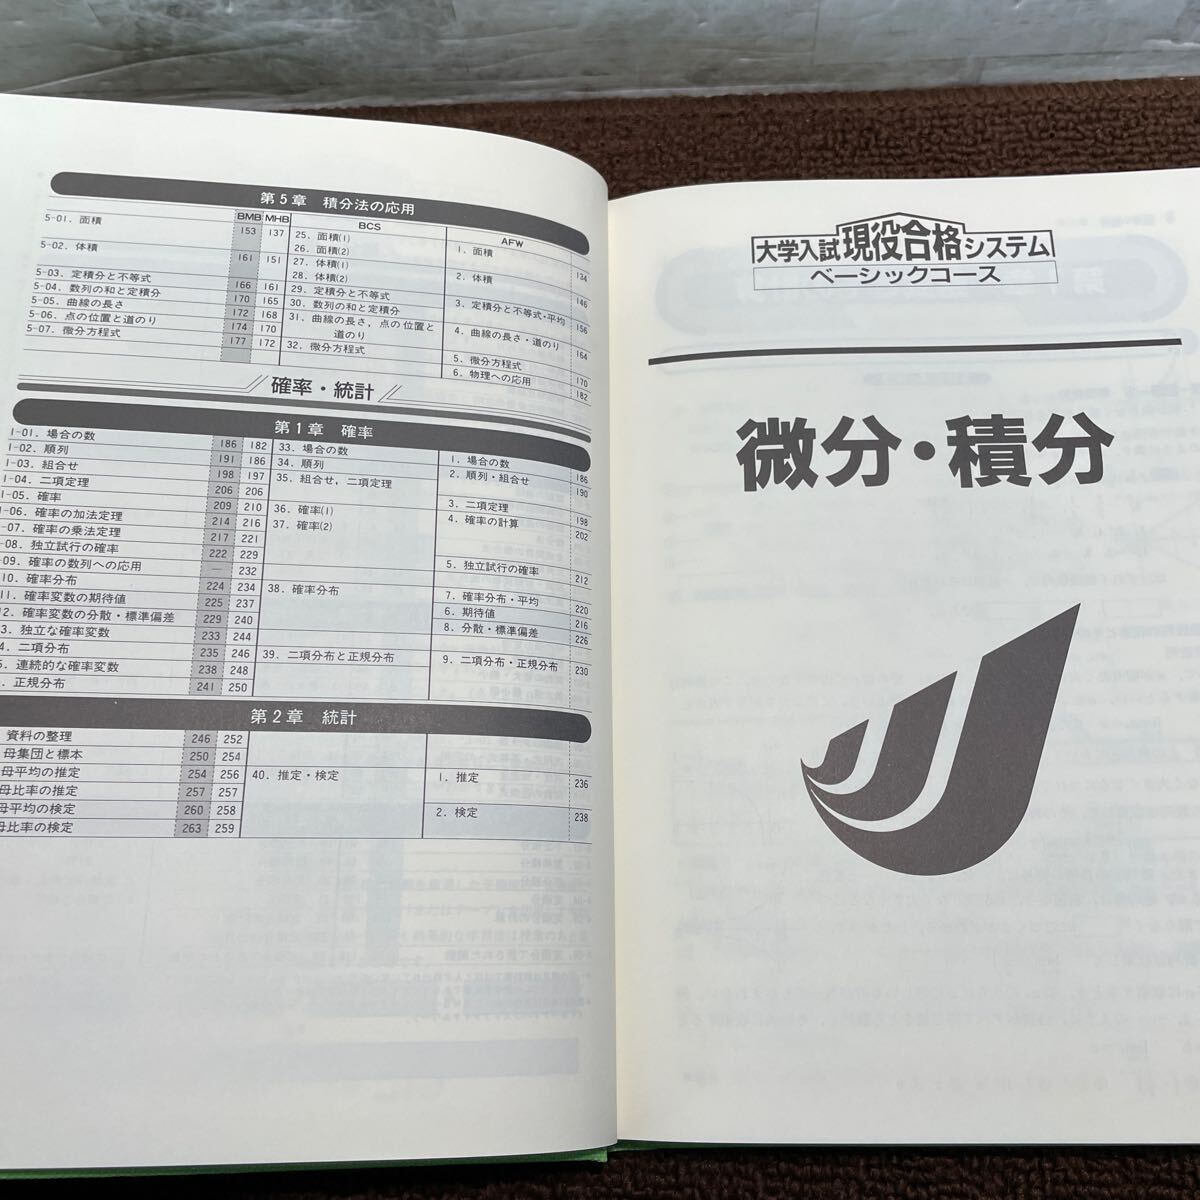 第5章 積分法の応用
BMB MHB BCS AFW
5-01. 面積 153 137 25. 面積(1) 1. 面積 134
26. 面積(2)
5-02. 体積 161 151 27. 体積(1) 2. 体積 146
28. 体積(2)
5-03. 定積分と不等式 166 161 29. 定積分と不等式 3. 定積分と不等式・平均 156
5-04. 数列の和と定積分 170 165 30. 数列の和と定積分
5-05. 曲線の長さ 172 168 31. 曲線の長さ, 点の位置と道のり 4. 曲線の長さ・道のり 164
5-06. 点の位置と道のり 174 170
5-07. 微分方程式 177 172 32. 微分方程式 5. 微分方程式 170
6. 物理への応用 182
確率・統計
第1章 確率
1-01. 場合の数 186 182 33. 場合の数 1. 場合の数 186
1-02. 順列 191 186 34. 順列 2. 順列・組合せ 190
1-03. 組合せ 198 197 35. 組合せ, 二項定理
1-04. 二項定理 206 206 3. 二項定理 198
1-05. 確率 209 210 36. 確率(1) 4. 確率の計算 202
-06. 確率の加法定理 214 216 37. 確率(2)
-07. 確率の乗法定理 217 221
-08. 独立試行の確率 222 229 5. 独立試行の確率 212
-09. 確率の数列への応用 — 232
10. 確率分布 224 234 38. 確率分布 7. 確率分布・平均 220
11. 確率変数の期待値 225 237 6. 期待値 216
12. 確率変数の分散・標準偏差 229 240 8. 分散・標準偏差 226
3. 独立な確率変数 233 244
4. 二項分布 235 246 39. 二項分布と正規分布 9. 二項分布・正規分布 230
5. 連続的な確率変数 238 248
. 正規分布 241 250
第2章 統計
資料の整理 246 252
母集団と標本 250 254
母平均の推定 254 256 40. 推定・検定 1. 推定 236
母比率の推定 257 257
母平均の検定 260 258 2. 検定 238
母比率の検定 263 259
大学入試現役合格システム
ベーシックコース
微分・積分